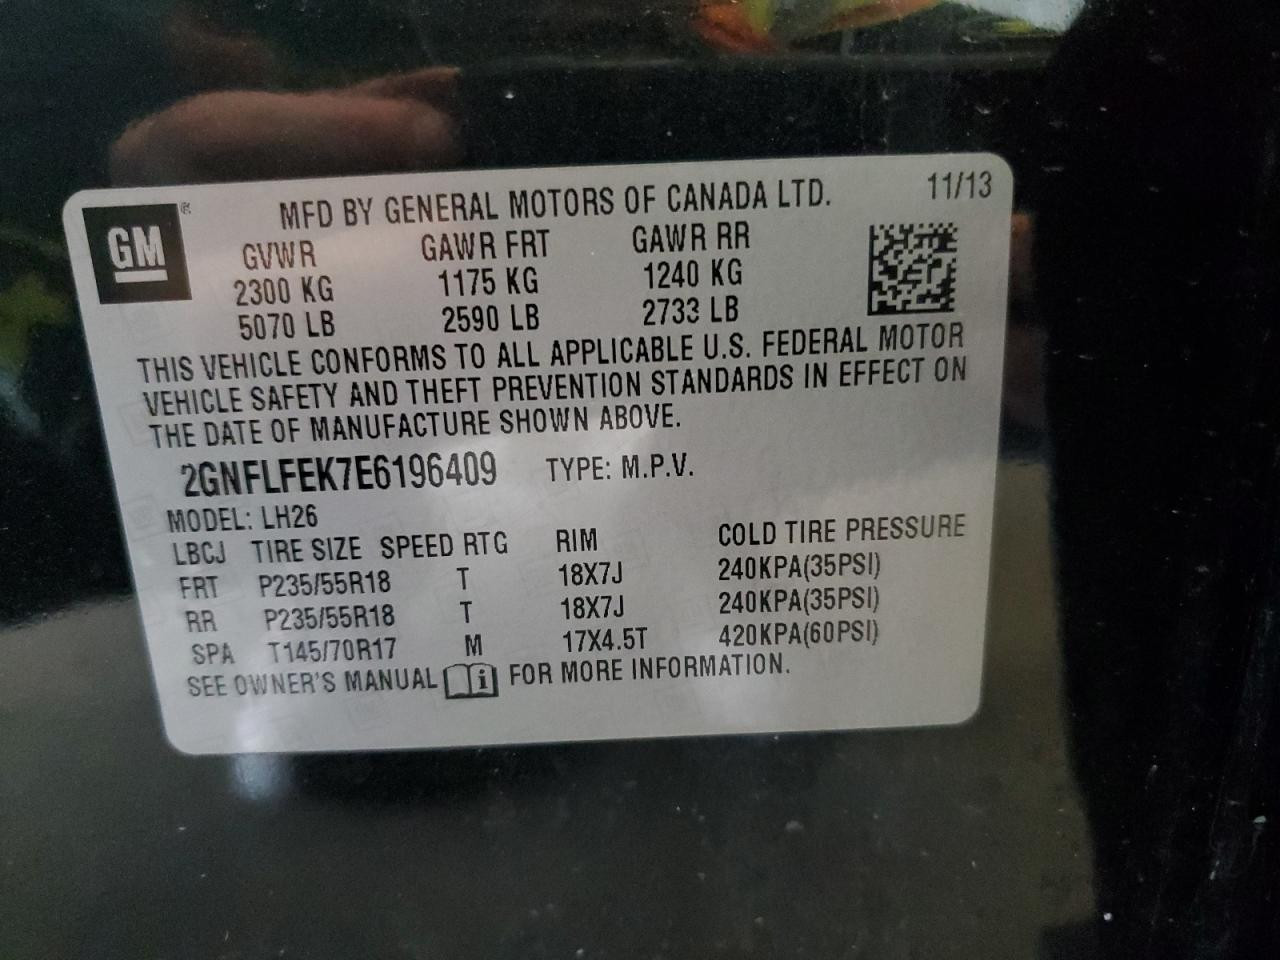 GM ®
MFD BY GENERAL MOTORS OF CANADA LTD. 11/13
GVWR GAWR FRT GAWR RR
2300 KG 1175 KG 1240 KG
5070 LB 2590 LB 2733 LB
THIS VEHICLE CONFORMS TO ALL APPLICABLE U.S. FEDERAL MOTOR
VEHICLE SAFETY AND THEFT PREVENTION STANDARDS IN EFFECT ON
THE DATE OF MANUFACTURE SHOWN ABOVE.
2GNFLFEK7E6196409 TYPE: M.P.V.
MODEL: LH26
LBCJ TIRE SIZE SPEED RTG RIM COLD TIRE PRESSURE
FRT P235/55R18 T 18X7J 240KPA(35PSI)
RR P235/55R18 T 18X7J 240KPA(35PSI)
SPA T145/70R17 M 17X4.5T 420KPA(60PSI)
SEE OWNER'S MANUAL i FOR MORE INFORMATION.